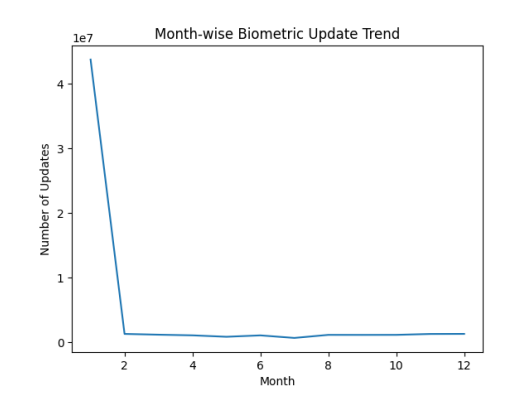 Month-wise Biometric Update Trend
1e7
4
3
2
1
0
Number of Updates
2 4 6 8 10 12
Month